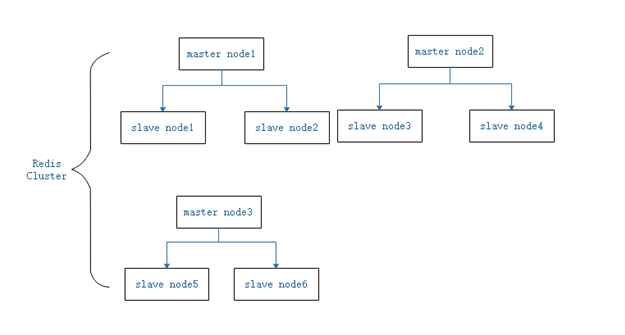 master node1
master node2
slave node1
slave node2
slave node3
slave node4
Redis
Cluster
master node3
slave node5
slave node6